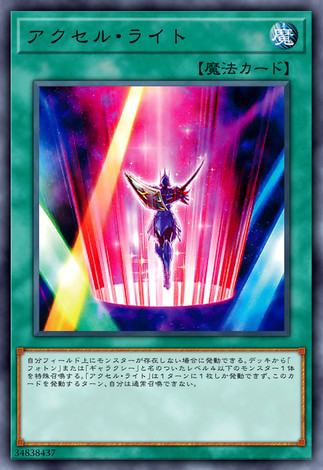 アクセル・ライト
魔
【魔法カード】
自分フィールド上にモンスターが存在しない場合に発動できる。デッキから「
フォトン」または「ギャラクシー」と名のついたレベル4以下のモンスター1体
を特殊召喚する。「アクセル・ライト」は1ターンに1枚しか発動できず、このカ
ードを発動するターン、自分は通常召喚できない。
34838437